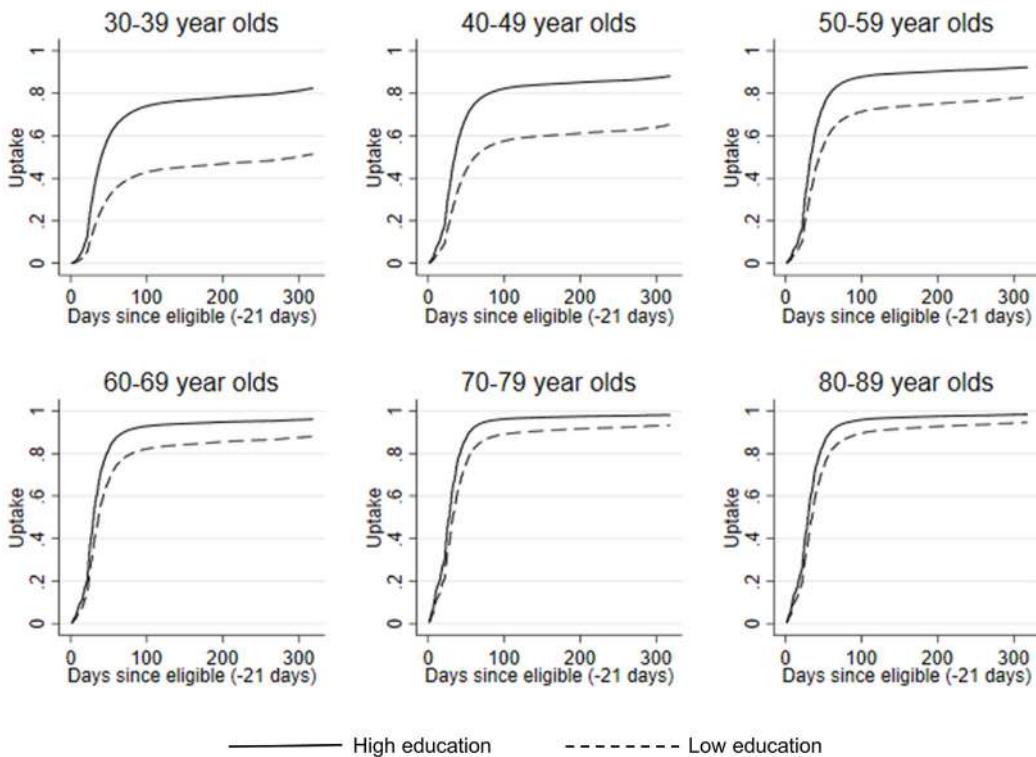 30-39 year olds
40-49 year olds
50-59 year olds
Uptake
0 .2 .4 .6 .8 1
0 100 200 300
Days since eligible (-21 days)
Uptake
0 .2 .4 .6 .8 1
0 100 200 300
Days since eligible (-21 days)
Uptake
0 .2 .4 .6 .8 1
0 100 200 300
Days since eligible (-21 days)
60-69 year olds
70-79 year olds
80-89 year olds
Uptake
0 .2 .4 .6 .8 1
0 100 200 300
Days since eligible (-21 days)
Uptake
0 .2 .4 .6 .8 1
0 100 200 300
Days since eligible (-21 days)
Uptake
0 .2 .4 .6 .8 1
0 100 200 300
Days since eligible (-21 days)
High education
Low education